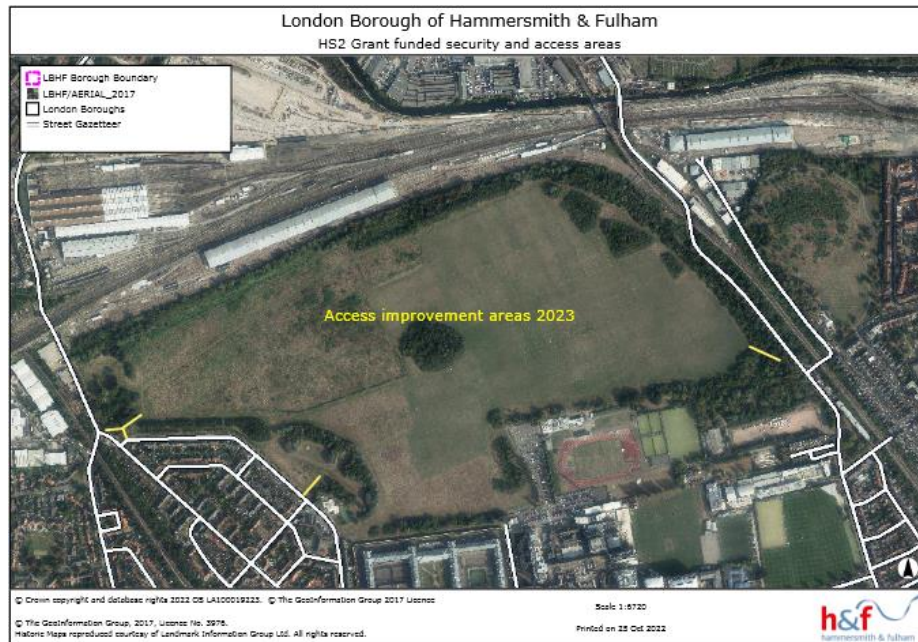 London Borough of Hammersmith & Fulham
HS2 Grant funded security and access areas
LBHF Borough Boundary
LBHF/AERIAL_2017
London Boroughs
Street Gazetteer
Access improvement areas 2023
© Crown copyright and database rights 2022 OS LA100019223. © The GeoInformation Group 2017 Licence
© The GeoInformation Group, 2017, Licence No. 3976.
Historic Maps reproduced courtesy of Landmark Information Group Ltd. All rights reserved.
Scale 1:6720
Printed on 25 Oct 2022
h&f
hammersmith & fulham